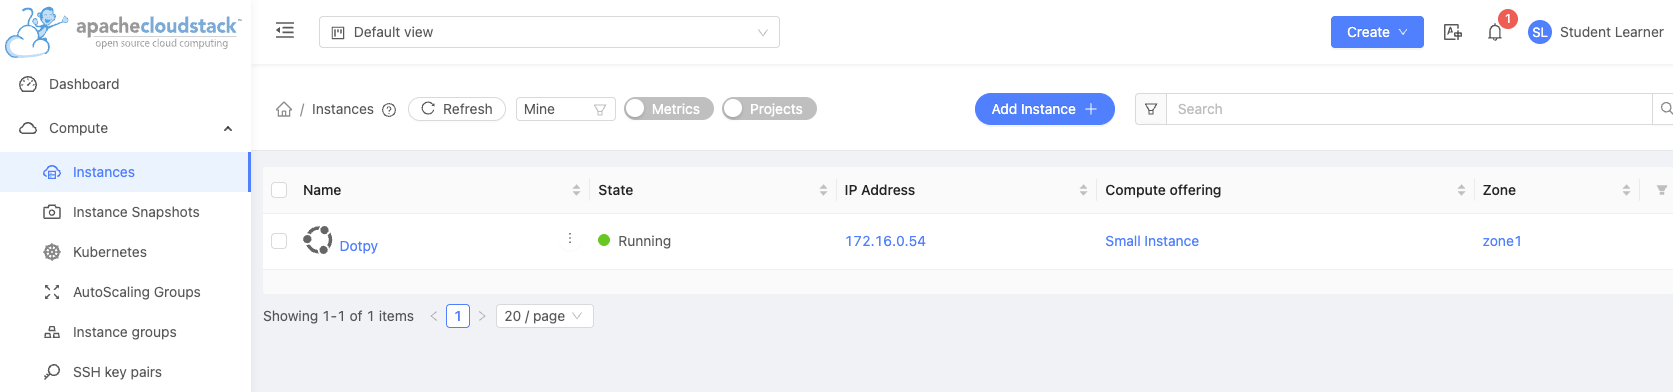 apachecloudstack™
open source cloud computing
Default view
Create
1
SL
Student Learner
Dashboard
Compute
Instances
Instance Snapshots
Kubernetes
AutoScaling Groups
Instance groups
SSH key pairs
/ Instances
Refresh
Mine
Metrics
Projects
Add Instance +
Search
Name
State
IP Address
Compute offering
Zone
Dotpy
Running
172.16.0.54
Small Instance
zone1
Showing 1-1 of 1 items < 1 > 20 / page